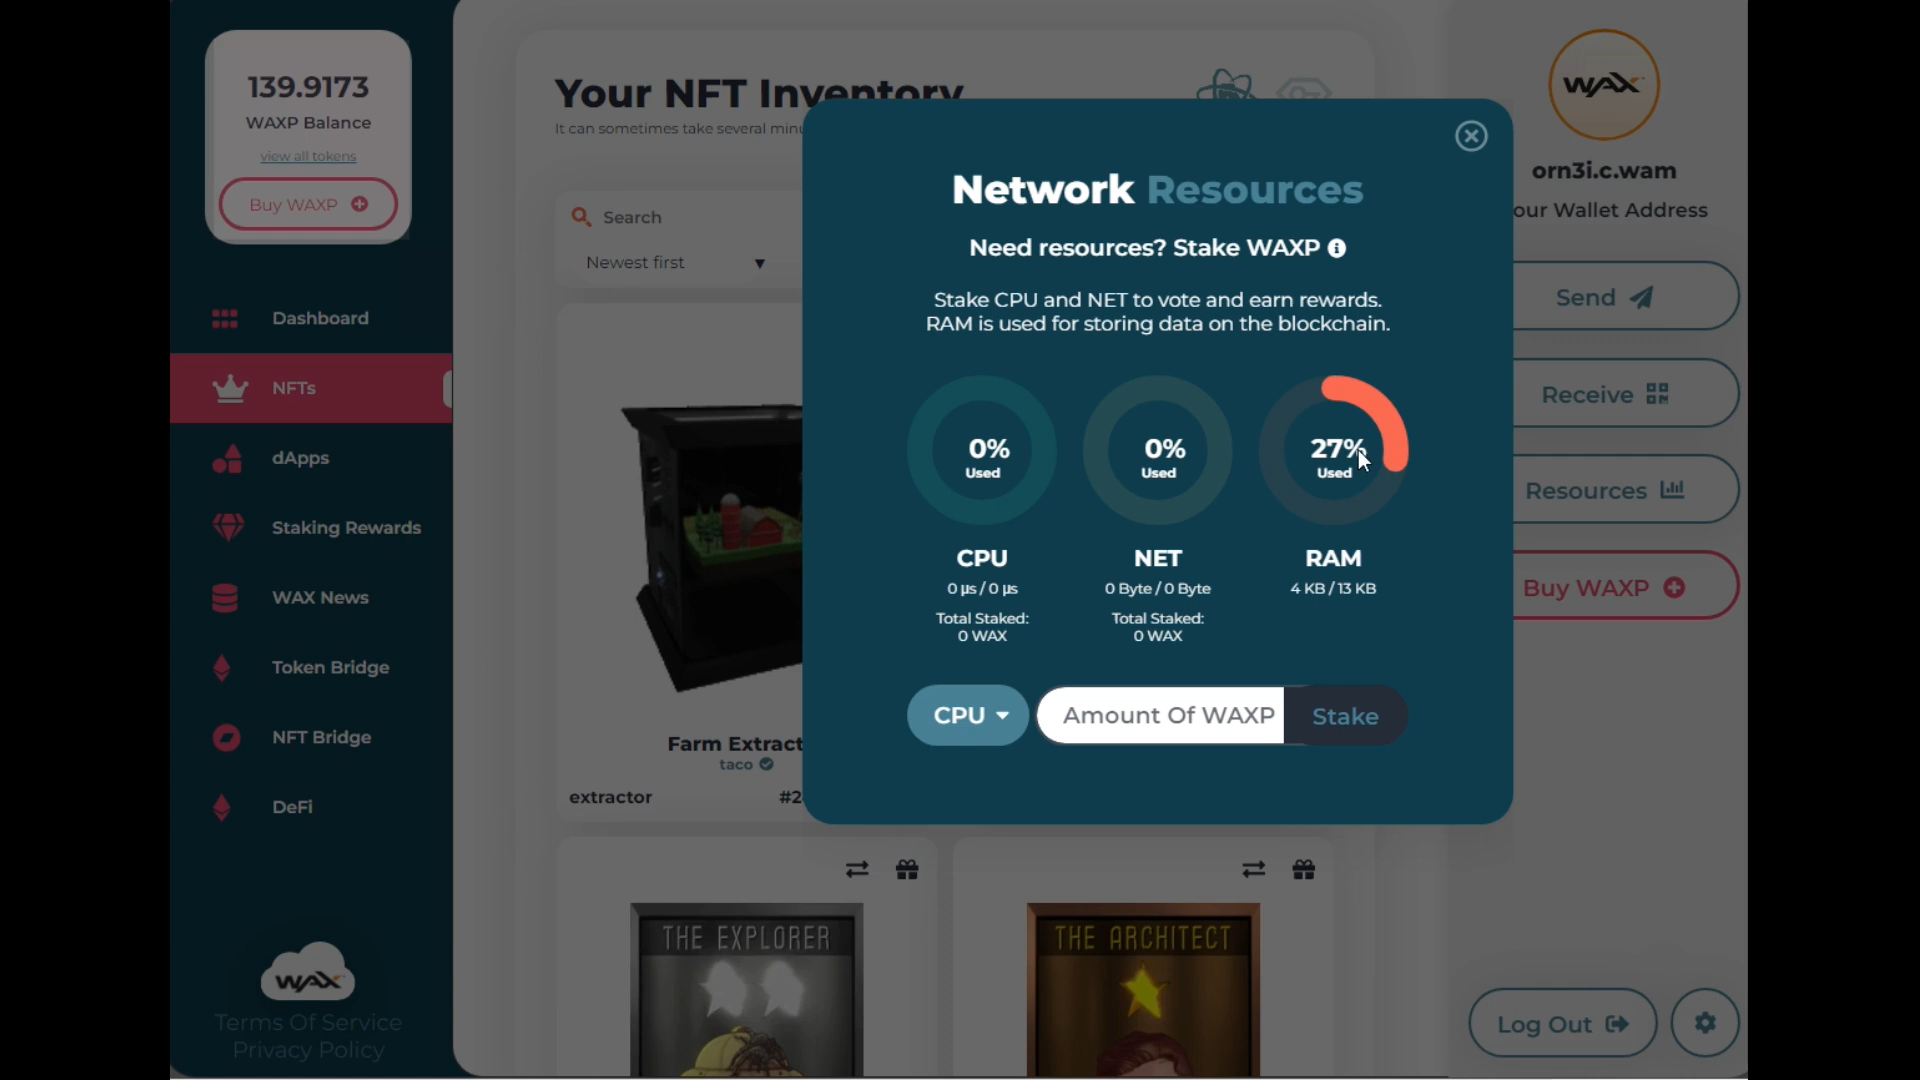 139.9173
WAXP Balance
view all tokens
Buy WAXP
Dashboard
NFTs
dApps
Staking Rewards
WAX News
Token Bridge
NFT Bridge
DeFi
WAX
Terms Of Service
Privacy Policy
Your NFT Inventory
It can sometimes take several
Search
Newest first
Farm
taco
extractor
THE EXPLORER
THE ARCHITECT
Network Resources
Need resources? Stake WAXP
Stake CPU and NET to vote and earn rewards.
RAM is used for storing data on the blockchain.
0%
Used
0%
Used
27%
Used
CPU
0 µs / 0 µs
Total Staked:
0 WAX
NET
0 Byte / 0 Byte
Total Staked:
0 WAX
RAM
4 KB / 13 KB
CPU
Amount Of WAXP
Stake
WAX
orn3i.c.wam
our Wallet Address
Send
Receive
Resources
Buy WAXP
Log Out